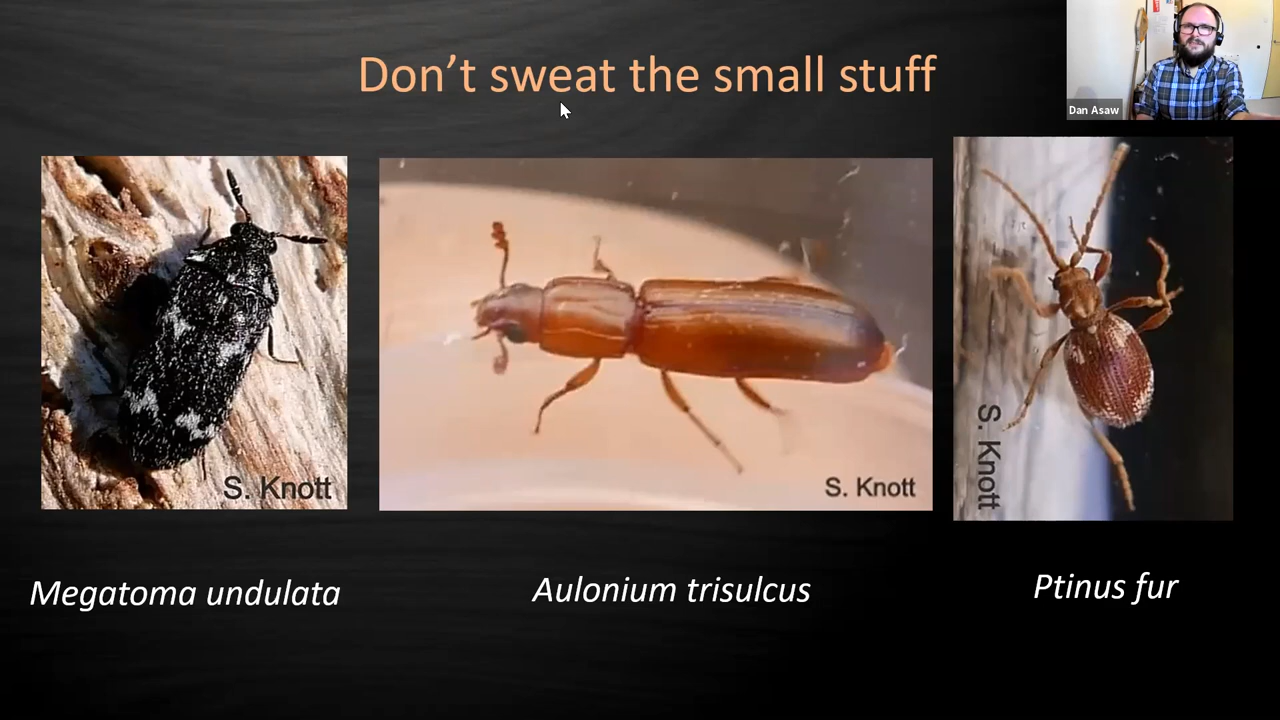 Don't sweat the small stuff
Dan Asaw
S. Knott
S. Knott
S. Knott
Megatoma undulata
Aulonium trisulcus
Ptinus fur